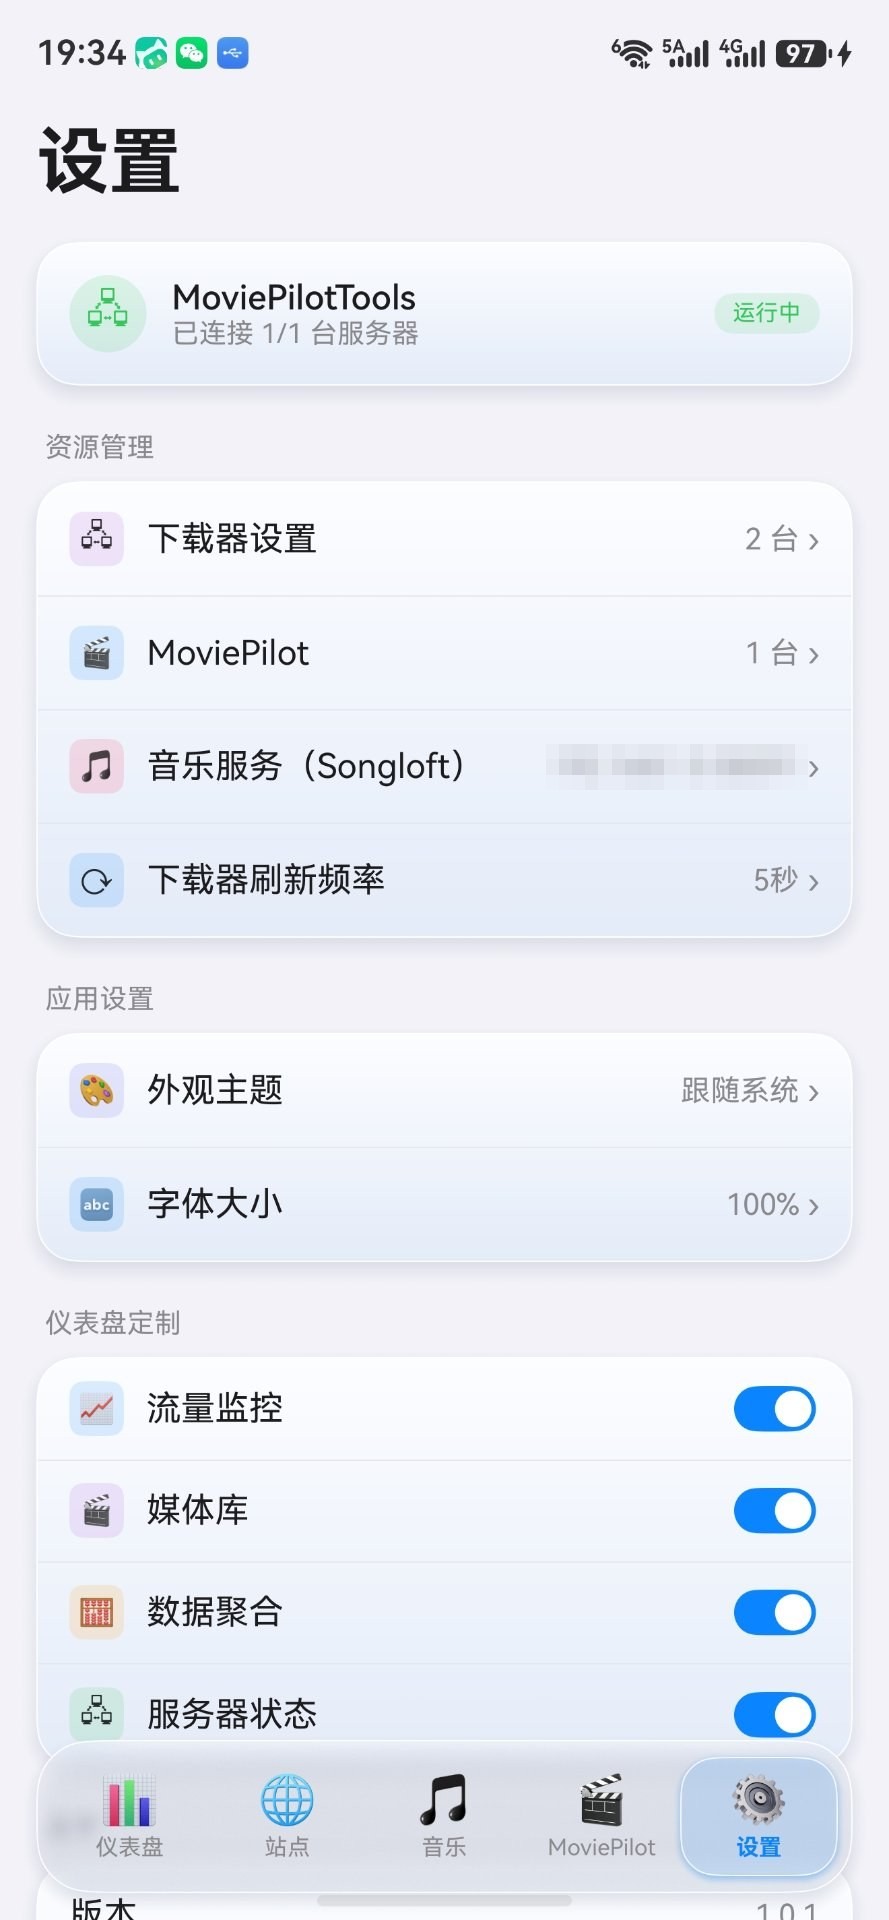 19:34
6
5A
4G
97
设置
MoviePilotTools
已连接 1/1 台服务器
运行中
资源管理
下载器设置
2 台
MoviePilot
1 台
音乐服务（Songloft）
下载器刷新频率
5秒
应用设置
外观主题
跟随系统
abc
字体大小
100%
仪表盘定制
流量监控
媒体库
数据聚合
服务器状态
仪表盘
站点
音乐
MoviePilot
设置
版本
1.0.1